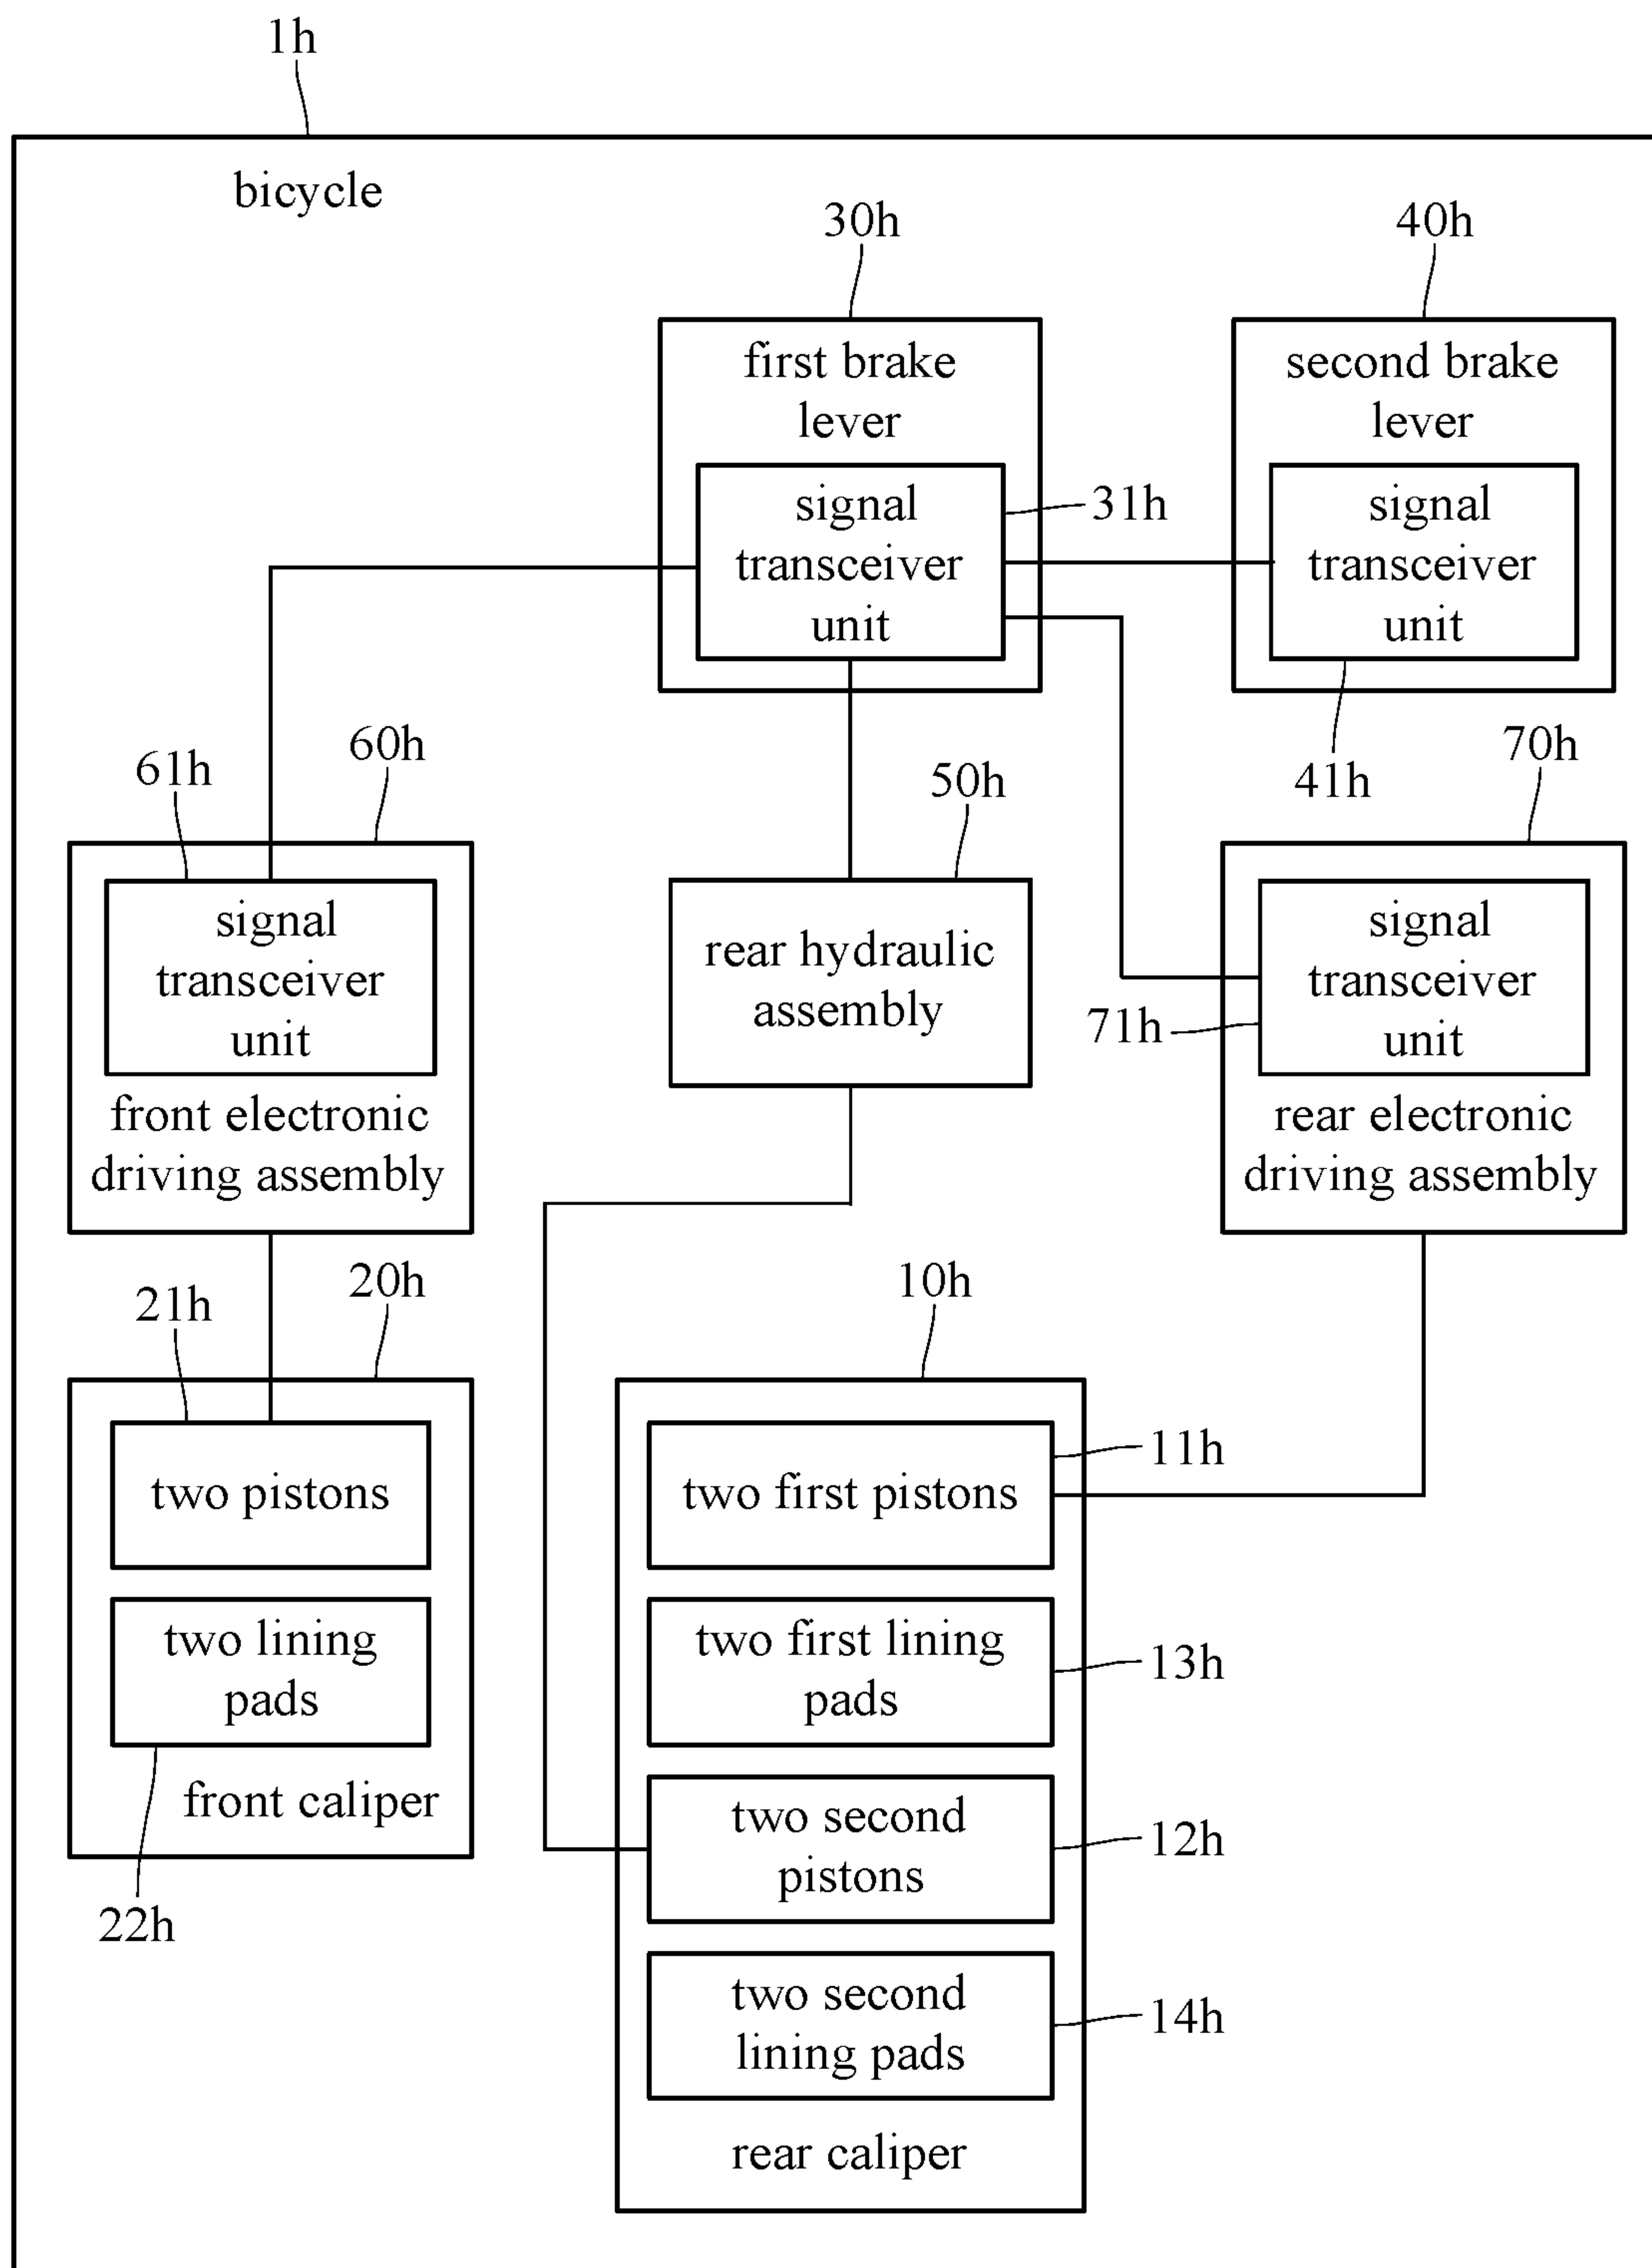 1h
bicycle
30h
40h
first brake
lever
second brake
lever
signal
transceiver
unit
31h
signal
transceiver
unit
41h
61h
60h
50h
70h
signal
transceiver
unit
front electronic
driving assembly
rear hydraulic
assembly
71h
signal
transceiver
unit
rear electronic
driving assembly
21h
20h
10h
two pistons
two lining
pads
front caliper
22h
two first pistons
11h
two first lining
pads
13h
two second
pistons
12h
two second
lining pads
14h
rear caliper